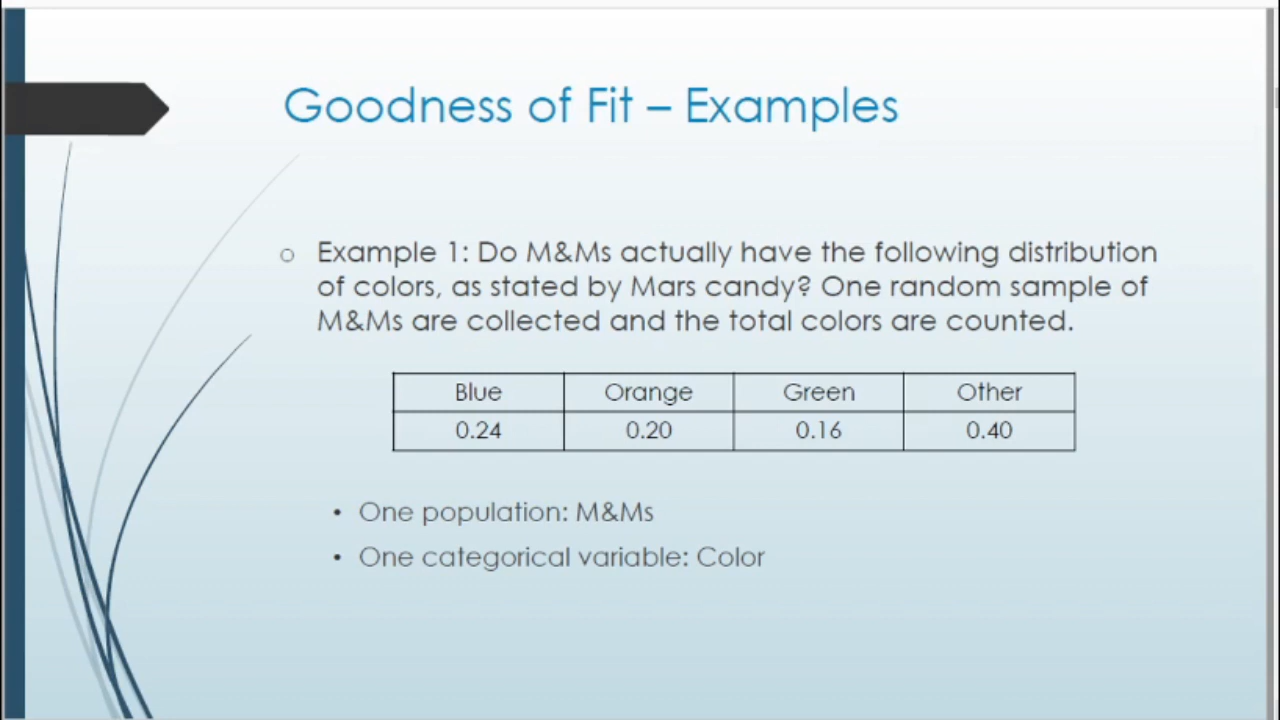 Goodness of Fit – Examples
o Example 1: Do M&Ms actually have the following distribution
of colors, as stated by Mars candy? One random sample of
M&Ms are collected and the total colors are counted.
Blue Orange Green Other
0.24 0.20 0.16 0.40
• One population: M&Ms
• One categorical variable: Color